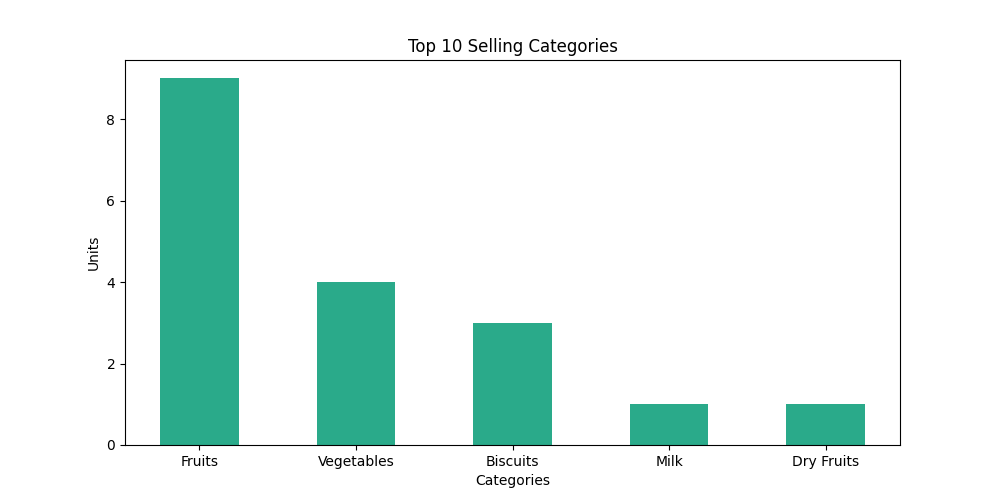 Top 10 Selling Categories
8
6
4
2
0
Units
Fruits Vegetables Biscuits Milk Dry Fruits
Categories